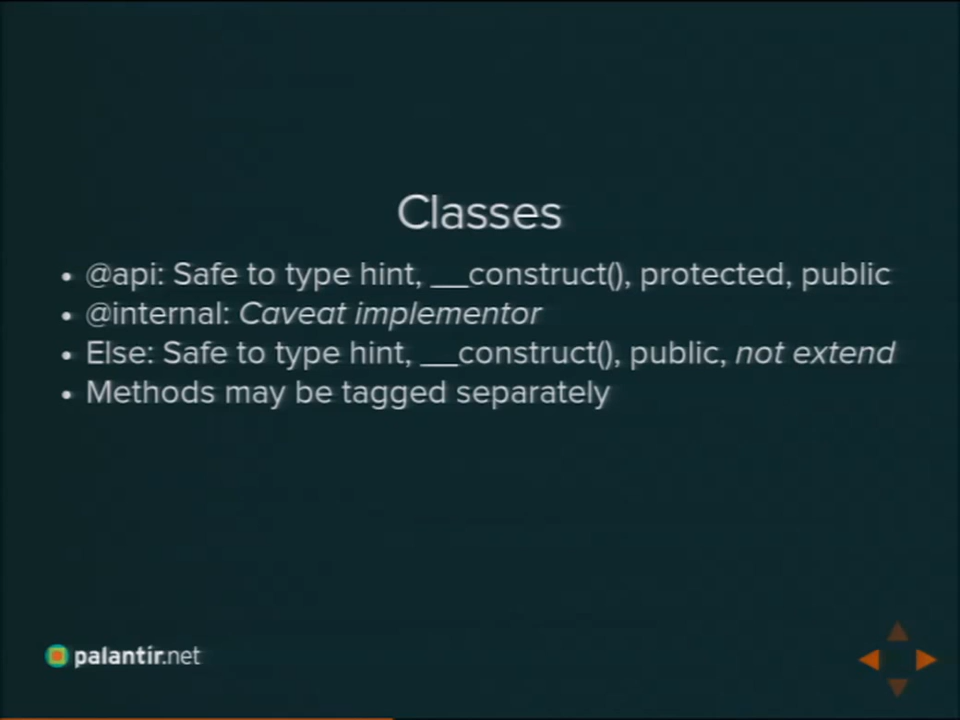 Classes
• @api: Safe to type hint, __construct(), protected, public
• @internal: Caveat implementor
• Else: Safe to type hint, __construct(), public, not extend
• Methods may be tagged separately
palantir.net